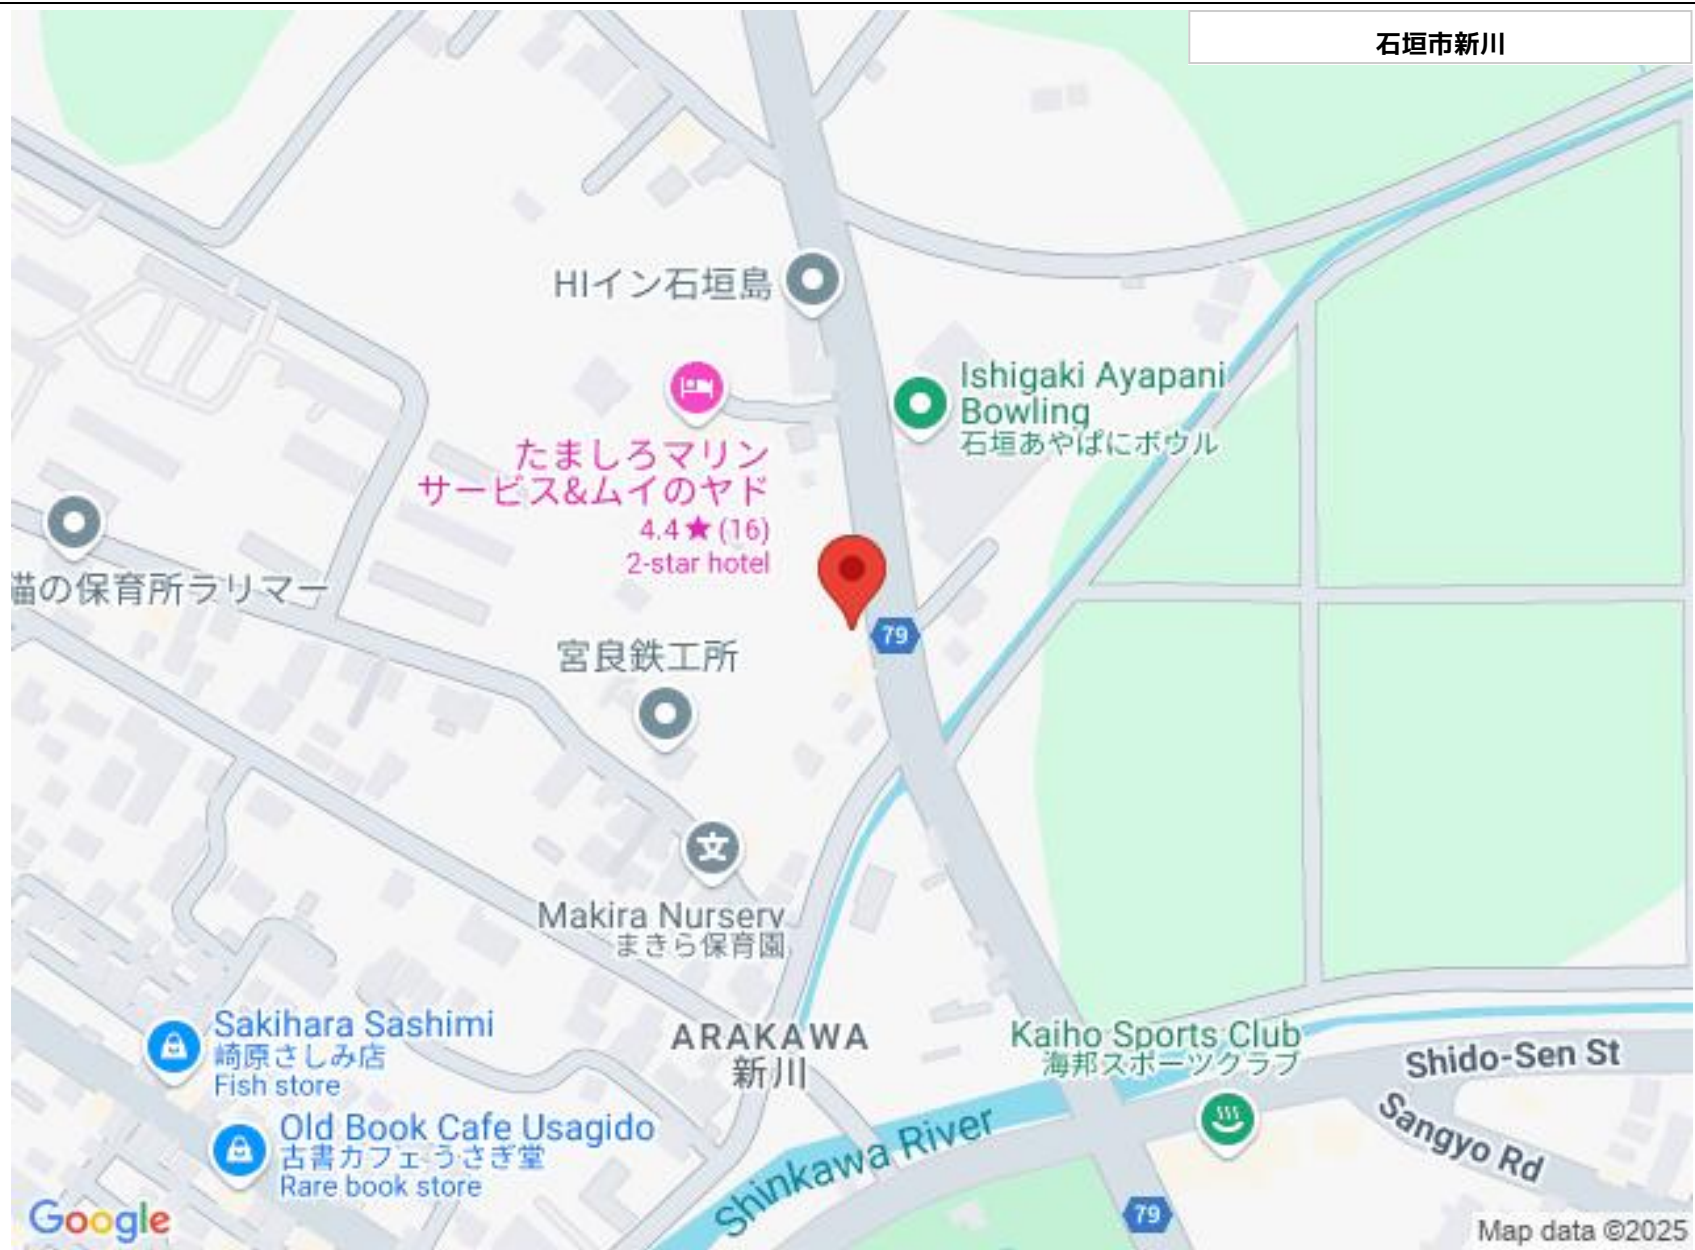 石垣市新川
HIイン石垣島
Ishigaki Ayapani
Bowling
石垣あやぱにボウル
たましろマリン
サービス&ムイのヤド
4.4★(16)
2-star hotel
猫の保育所ラリマー
79
宮良鉄工所
文
Makira Nursery
まきら保育園
Sakihara Sashimi
崎原さしみ店
Fish store
ARAKAWA
新川
Kaiho Sports Club
海邦スポーツクラブ
Shido-Sen St
Sangyo Rd
Old Book Cafe Usagido
古書カフェ うさぎ堂
Rare book store
Shinkawa River
79
Google
Map data ©2025